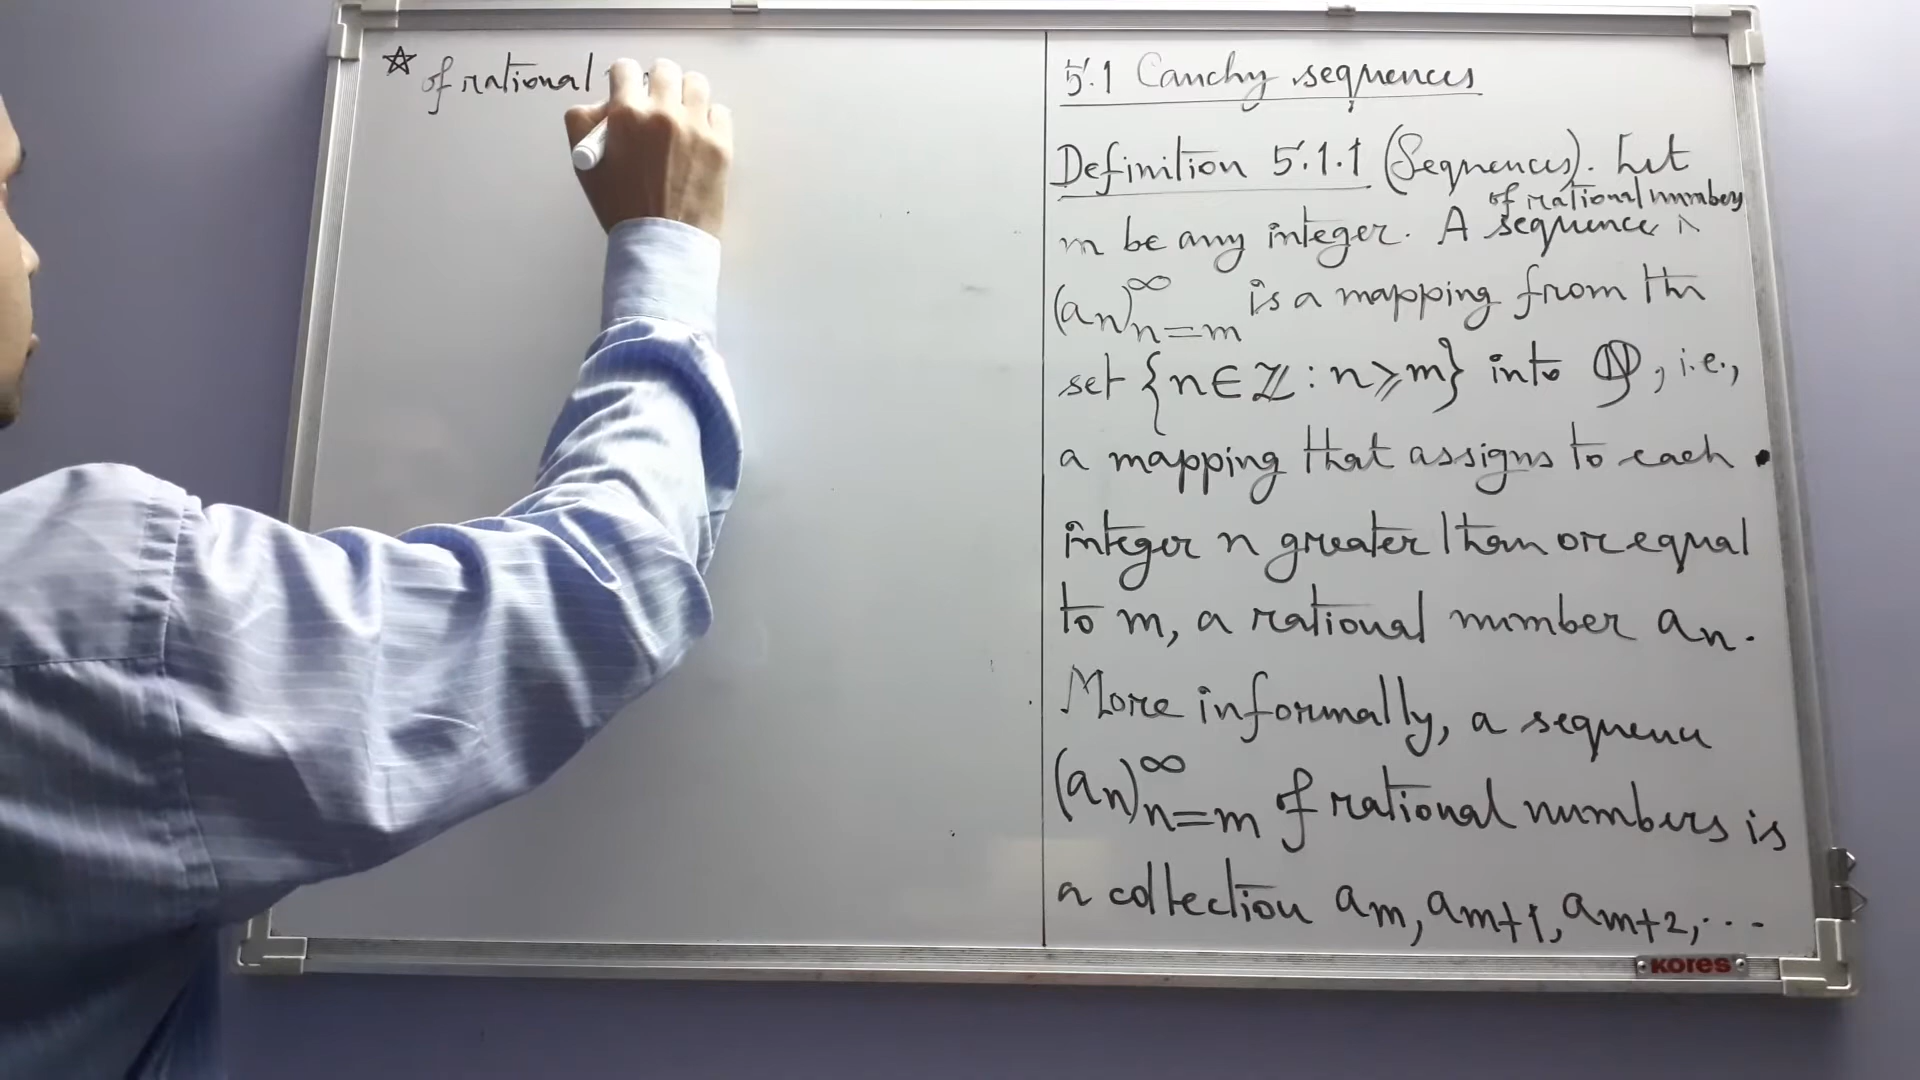 ☆ of rational
5.1 Cauchy sequences
Definition 5.1.1 (Sequences). Let
of rational numbers
m be any integer. A sequence
(aₙ)∞ₙ₌ₘ is a mapping from the
set {n∈ℤ : n⩾m} into ℚ, i.e.,
a mapping that assigns to each
integer n greater than or equal
to m, a rational number aₙ.
More informally, a sequence
(aₙ)∞ₙ₌ₘ of rational numbers is
a collection aₘ, aₘ₊₁, aₘ₊₂, ...
KORES